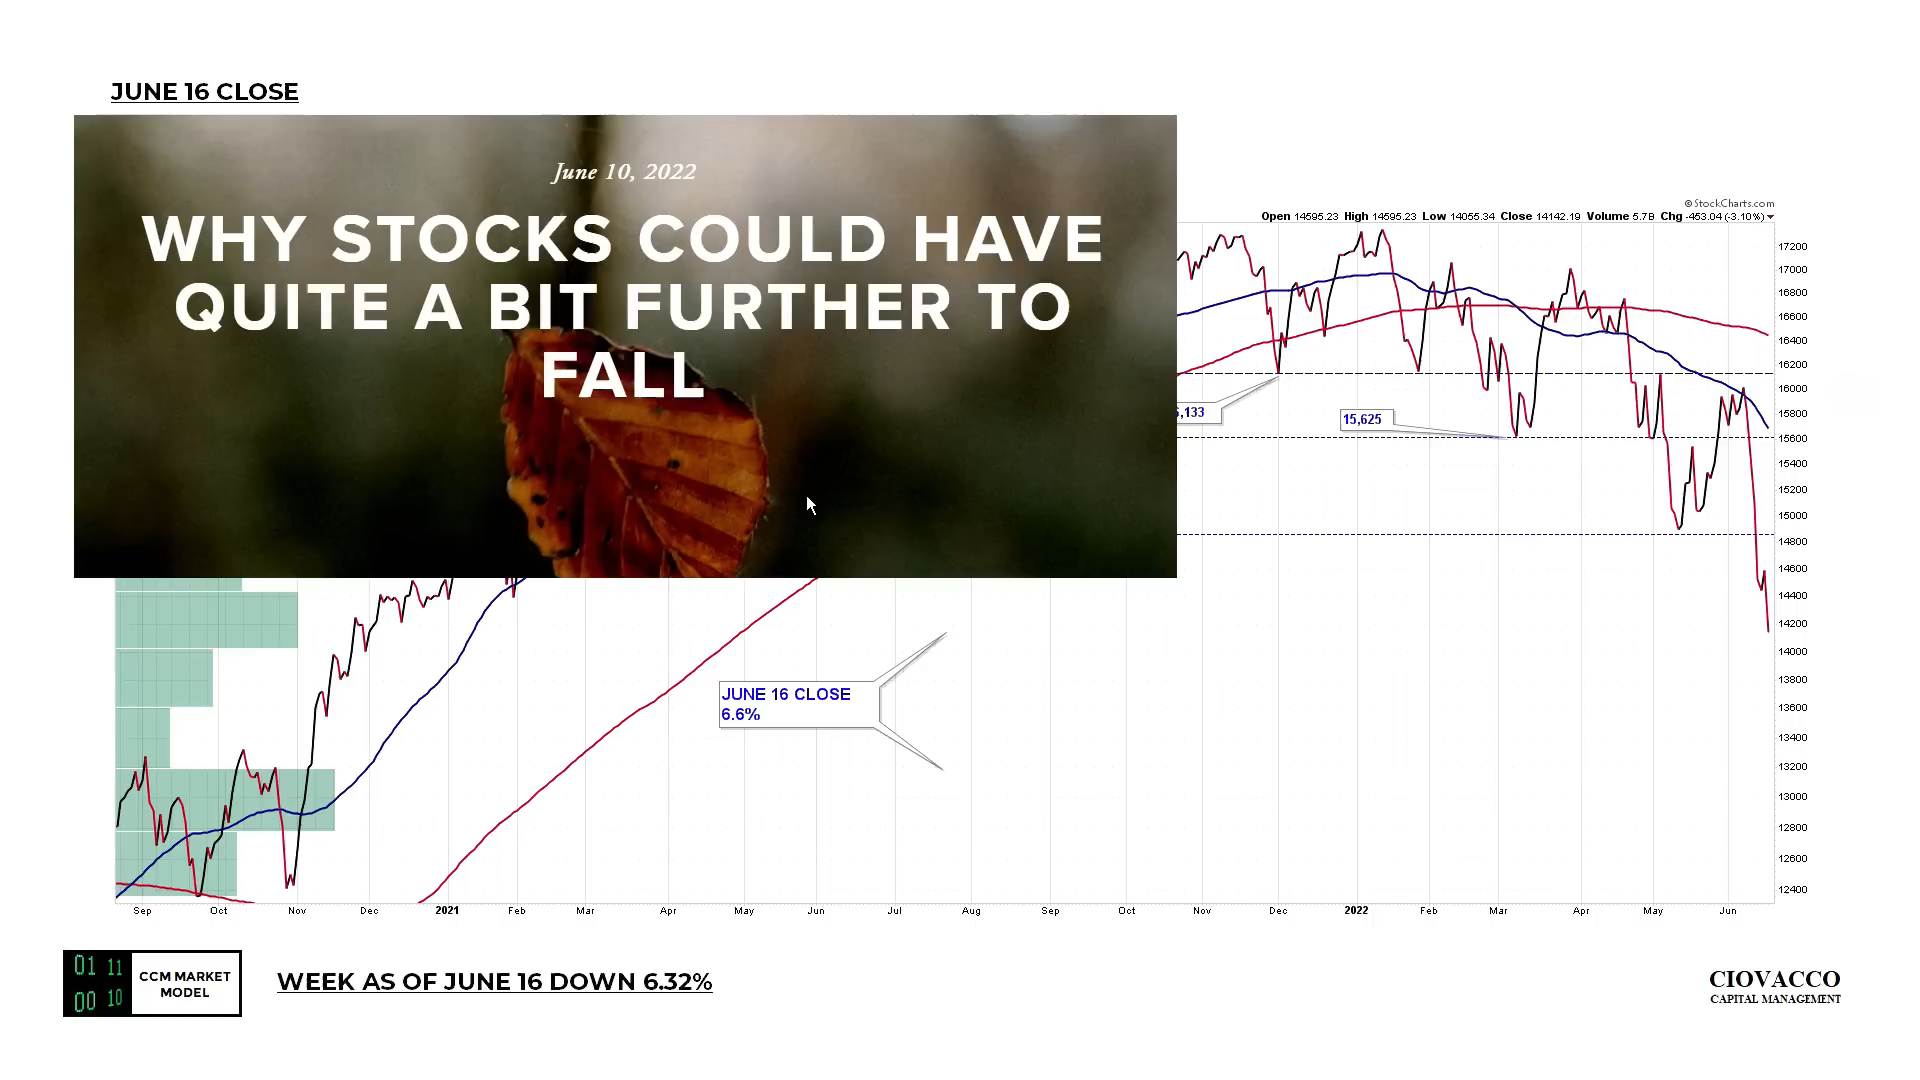 JUNE 16 CLOSE
June 10, 2022
WHY STOCKS COULD HAVE
QUITE A BIT FURTHER TO
FALL
© StockCharts.com
Open 14595.23 High 14595.23 Low 14055.34 Close 14142.19 Volume 5.7B Chg -453.04 (-3.10%)
17200
17000
16800
16600
16400
16200
16000
15800
15600
15400
15200
15000
14800
14600
14400
14200
14000
13800
13600
13400
13200
13000
12800
12600
12400
,133
15,625
JUNE 16 CLOSE
6.6%
Sep Oct Nov Dec 2021 Feb Mar Apr May Jun Jul Aug Sep Oct Nov Dec 2022 Feb Mar Apr May Jun
01 11
00 10
CCM MARKET
MODEL
WEEK AS OF JUNE 16 DOWN 6.32%
CIOVACCO
CAPITAL MANAGEMENT